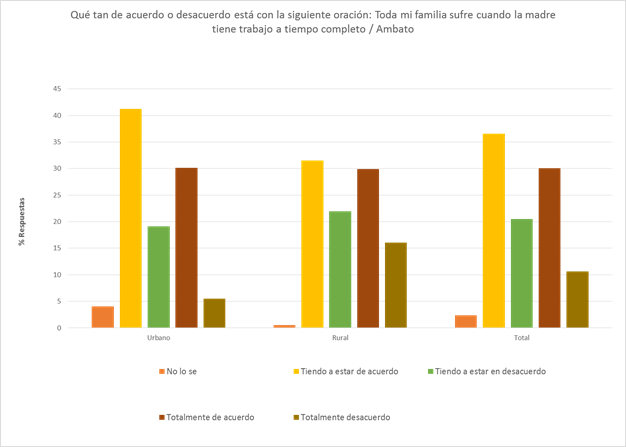 Qué tan de acuerdo o desacuerdo está con la siguiente oración: Toda mi familia sufre cuando la madre
tiene trabajo a tiempo completo / Ambato
45
40
35
30
25
20
15
10
5
0
% Respuestas
Urbano
Rural
Total
No lo se
Tiendo a estar de acuerdo
Tiendo a estar en desacuerdo
Totalmente de acuerdo
Totalmente desacuerdo